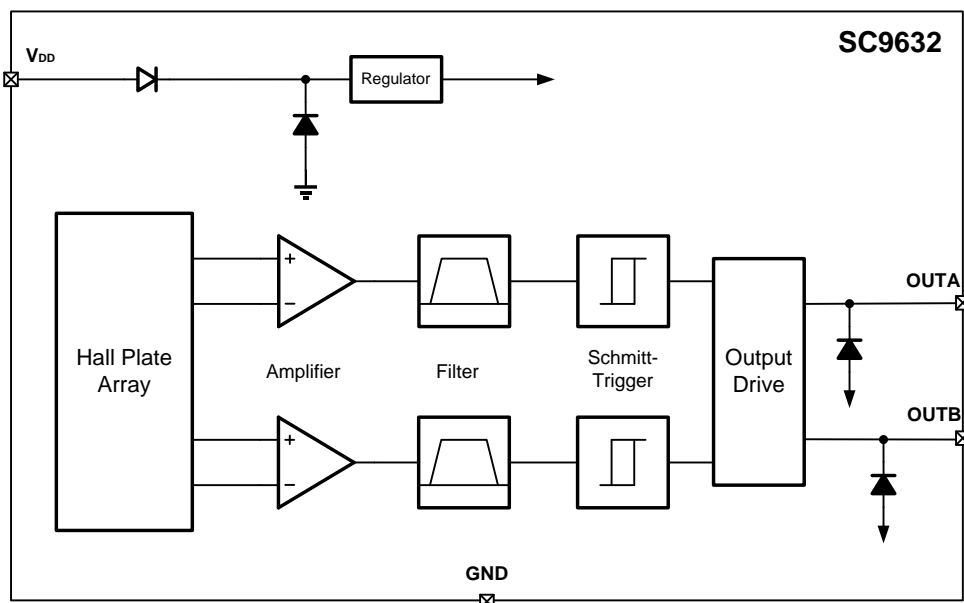 SC9632
VDD
Regulator
+
−
OUTA
Hall Plate
Array
Amplifier
Filter
Schmitt-
Trigger
Output
Drive
OUTB
+
−
GND